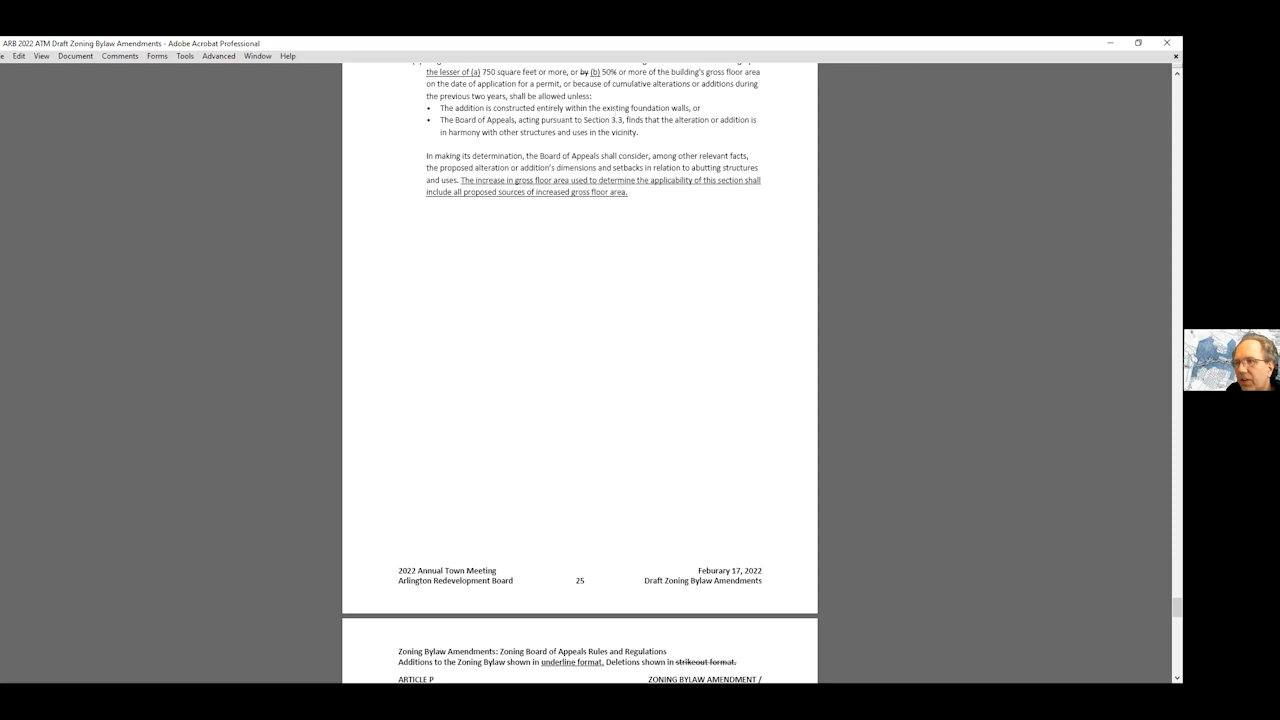 ARB 2022 ATM Draft Zoning Bylaw Amendments - Adobe Acrobat Professional
e Edit View Document Comments Forms Tools Advanced Window Help
the lesser of (a) 750 square feet or more, or by (b) 50% or more of the building's gross floor area
on the date of application for a permit, or because of cumulative alterations or additions during
the previous two years, shall be allowed unless:
• The addition is constructed entirely within the existing foundation walls, or
• The Board of Appeals, acting pursuant to Section 3.3, finds that the alteration or addition is
in harmony with other structures and uses in the vicinity.
In making its determination, the Board of Appeals shall consider, among other relevant facts,
the proposed alteration or addition's dimensions and setbacks in relation to abutting structures
and uses. The increase in gross floor area used to determine the applicability of this section shall
include all proposed sources of increased gross floor area.
2022 Annual Town Meeting Feburary 17, 2022
Arlington Redevelopment Board 25 Draft Zoning Bylaw Amendments
Zoning Bylaw Amendments: Zoning Board of Appeals Rules and Regulations
Additions to the Zoning Bylaw shown in underline format. Deletions shown in strikeout format.
ARTICLE P ZONING BYLAW AMENDMENT /